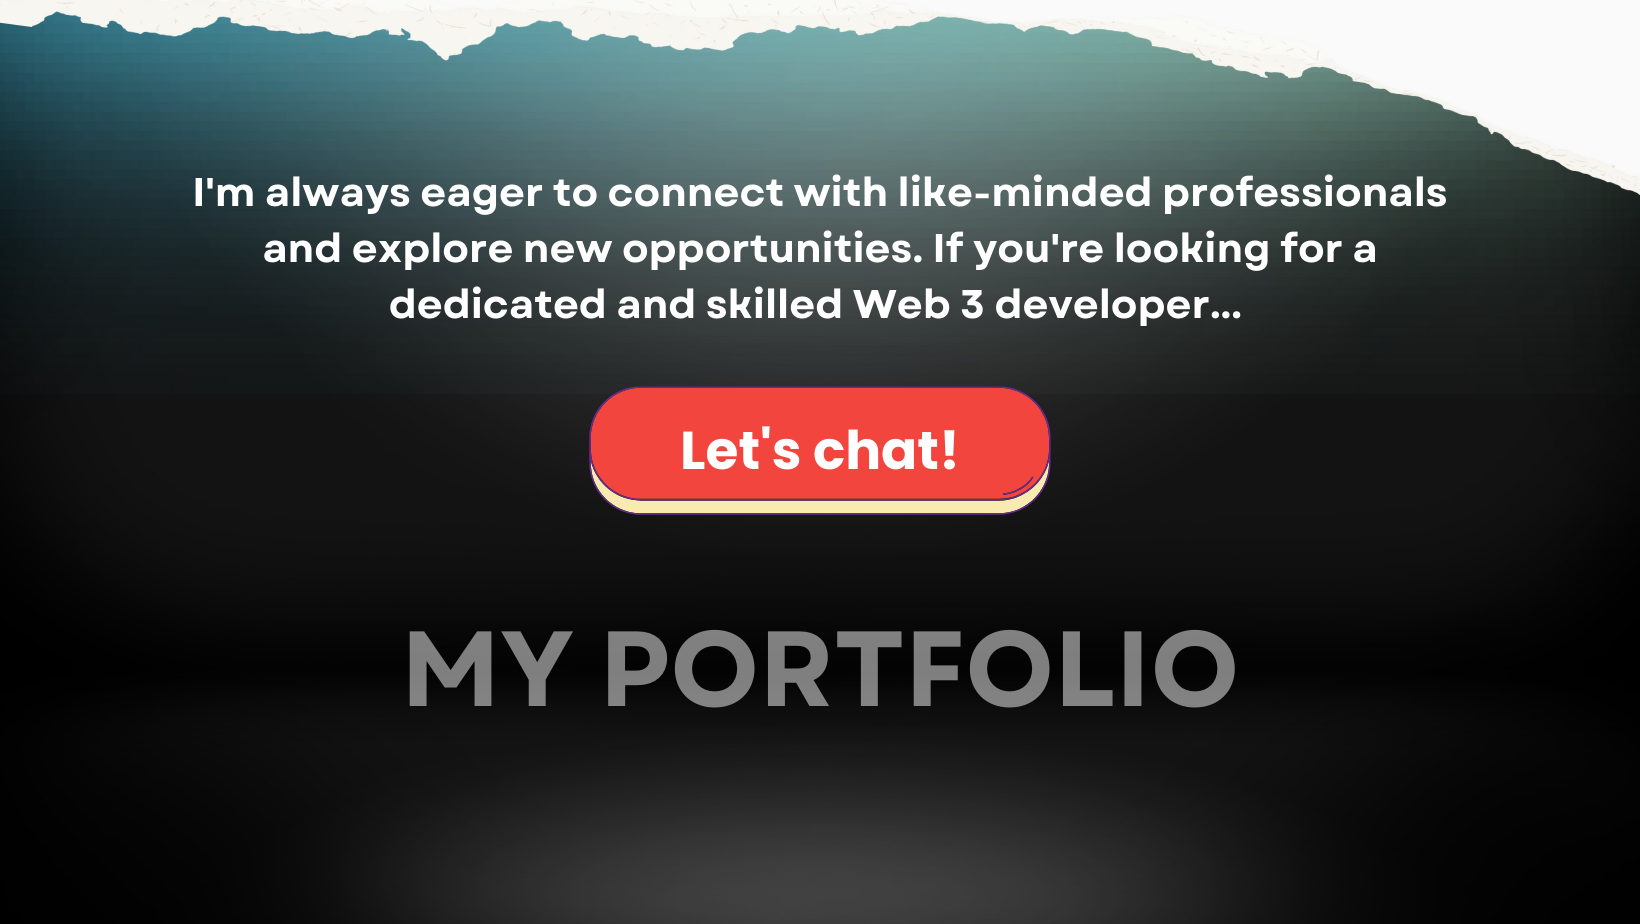 I'm always eager to connect with like-minded professionals
and explore new opportunities. If you're looking for a
dedicated and skilled Web 3 developer...
Let's chat!
MY PORTFOLIO